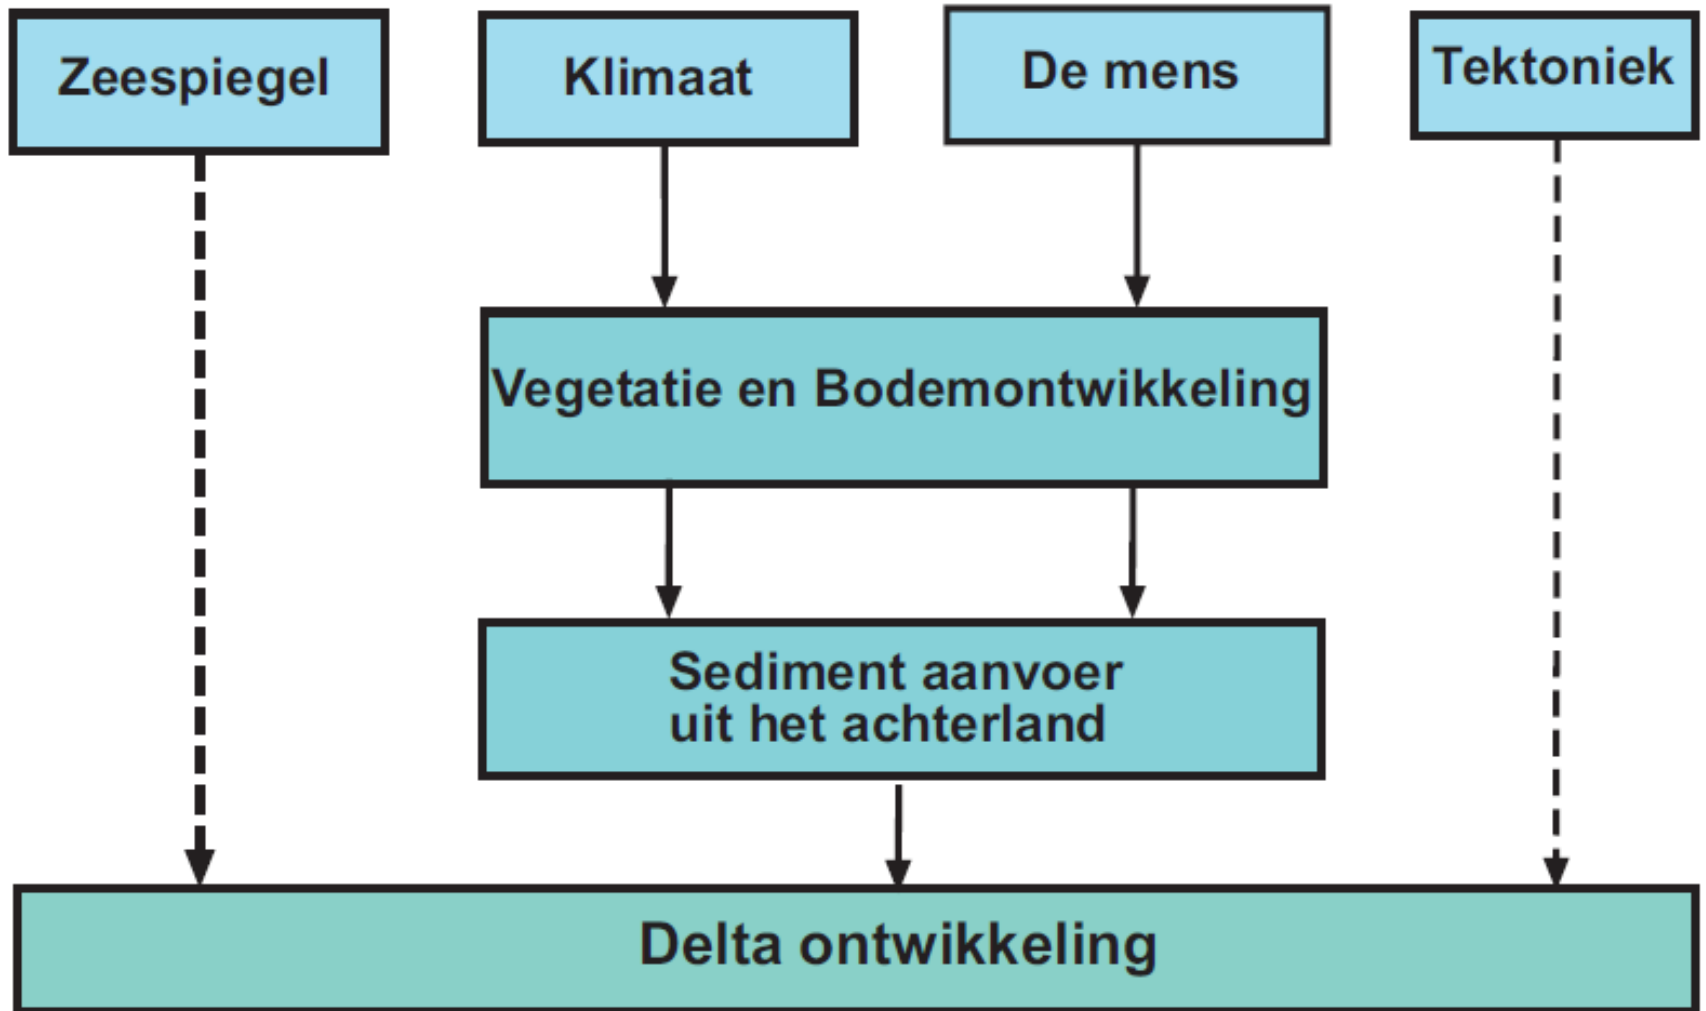 Zeespiegel
Klimaat
De mens
Tektoniek
Vegetatie en Bodemontwikkeling
Sediment aanvoer
uit het achterland
Delta ontwikkeling